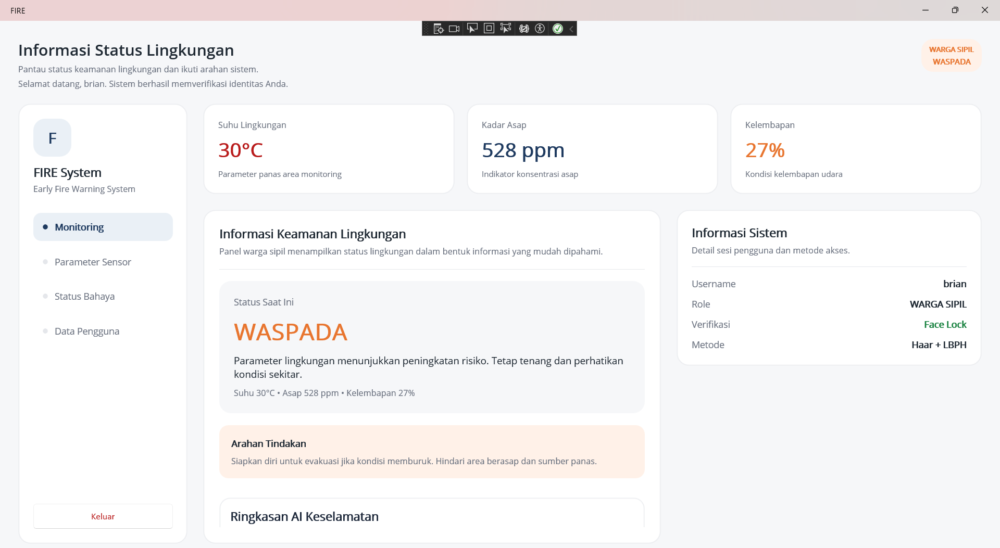 FIRE
Informasi Status Lingkungan
Pantau status keamanan lingkungan dan ikuti arahan sistem.
Selamat datang, brian. Sistem berhasil memverifikasi identitas Anda.
WARGA SIPIL
WASPADA
F
FIRE System
Early Fire Warning System
Monitoring
Parameter Sensor
Status Bahaya
Data Pengguna
Keluar
Suhu Lingkungan
30°C
Parameter panas area monitoring
Kadar Asap
528 ppm
Indikator konsentrasi asap
Kelembapan
27%
Kondisi kelembapan udara
Informasi Keamanan Lingkungan
Panel warga sipil menampilkan status lingkungan dalam bentuk informasi yang mudah dipahami.
Status Saat Ini
WASPADA
Parameter lingkungan menunjukkan peningkatan risiko. Tetap tenang dan perhatikan
kondisi sekitar.
Suhu 30°C • Asap 528 ppm • Kelembapan 27%
Arahan Tindakan
Siapkan diri untuk evakuasi jika kondisi memburuk. Hindari area berasap dan sumber panas.
Ringkasan AI Keselamatan
Informasi Sistem
Detail sesi pengguna dan metode akses.
Username brian
Role WARGA SIPIL
Verifikasi Face Lock
Metode Haar + LBPH